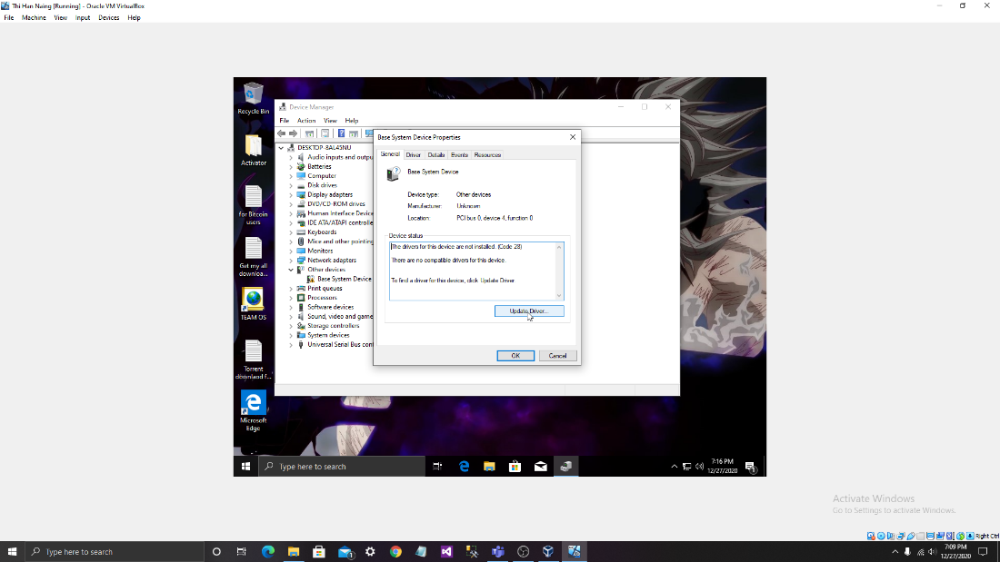 Thi Han Naing [Running] - Oracle VM VirtualBox
File Machine View Input Devices Help
Recycle Bin
Activator
for Bitcoin
users
Get my all
downloa...
TEAM OS
Torrent
downlaod f...
Microsoft
Edge
Device Manager
File Action View Help
DESKTOP-8AL45NU
Audio inputs and outpu
Batteries
Computer
Disk drives
Display adapters
DVD/CD-ROM drives
Human Interface Device
IDE ATA/ATAPI controlle
Keyboards
Mice and other pointing
Monitors
Network adapters
Other devices
Base System Device
Print queues
Processors
Software devices
Sound, video and game
Storage controllers
System devices
Universal Serial Bus cont
Base System Device Properties
General Driver Details Events Resources
Base System Device
Device type: Other devices
Manufacturer: Unknown
Location: PCI bus 0, device 4, function 0
Device status
The drivers for this device are not installed. (Code 28)
There are no compatible drivers for this device.
To find a driver for this device, click Update Driver
Update Driver...
OK Cancel
Type here to search
7:16 PM
12/27/2020
1
Activate Windows
Go to Settings to activate Windows.
Right Ctrl
Type here to search
1
7:09 PM
12/27/2020